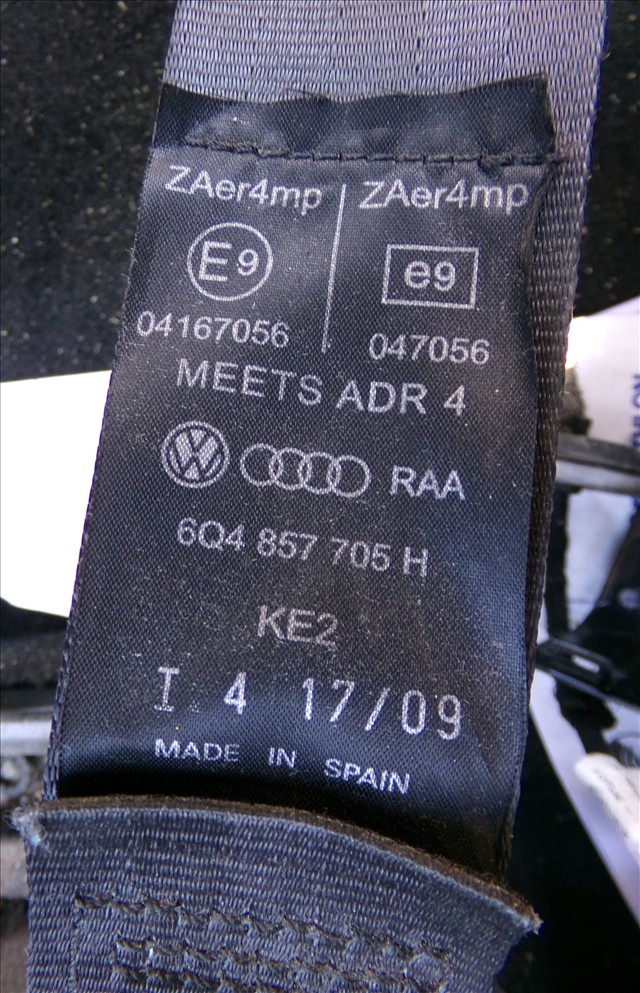 ZAer4mp ZAer4mp
E9 e9
04167056 047056
MEETS ADR 4
VW RAA
6Q4 857 705 H
KE2
I 4 17/09
MADE IN SPAIN